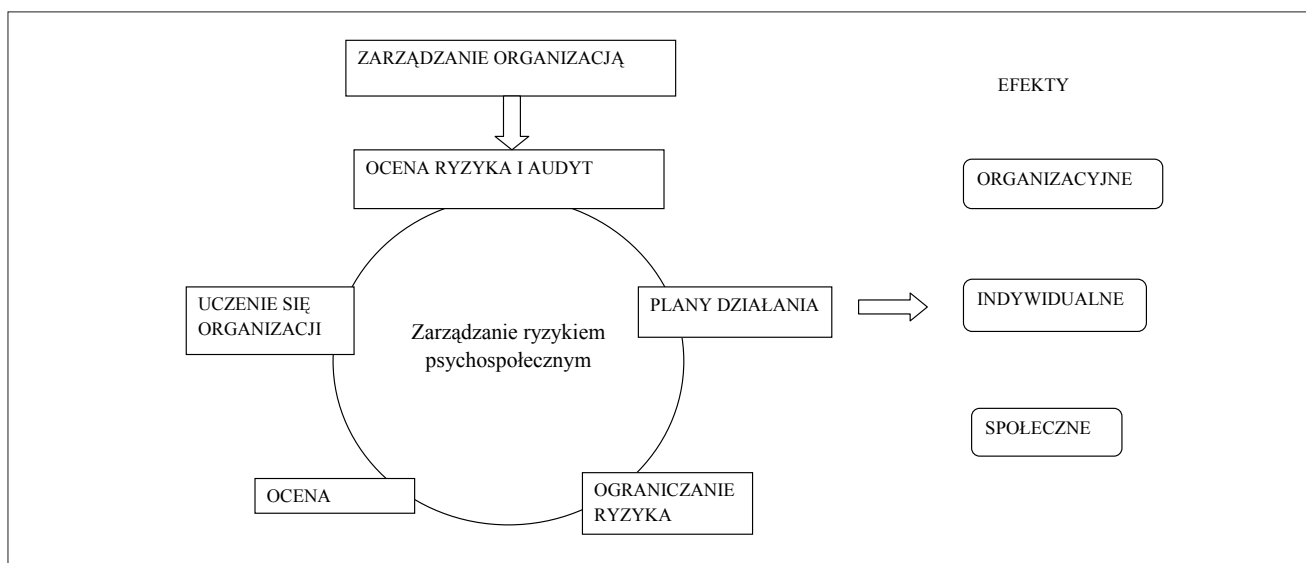 ZARZĄDZANIE ORGANIZACJĄ
EFEKTY
OCENA RYZYKA I AUDYT
ORGANIZACYJNE
UCZENIE SIĘ
ORGANIZACJI
PLANY DZIAŁANIA
INDYWIDUALNE
Zarządzanie ryzykiem
psychospołecznym
SPOŁECZNE
OCENA
OGRANICZANIE
RYZYKA